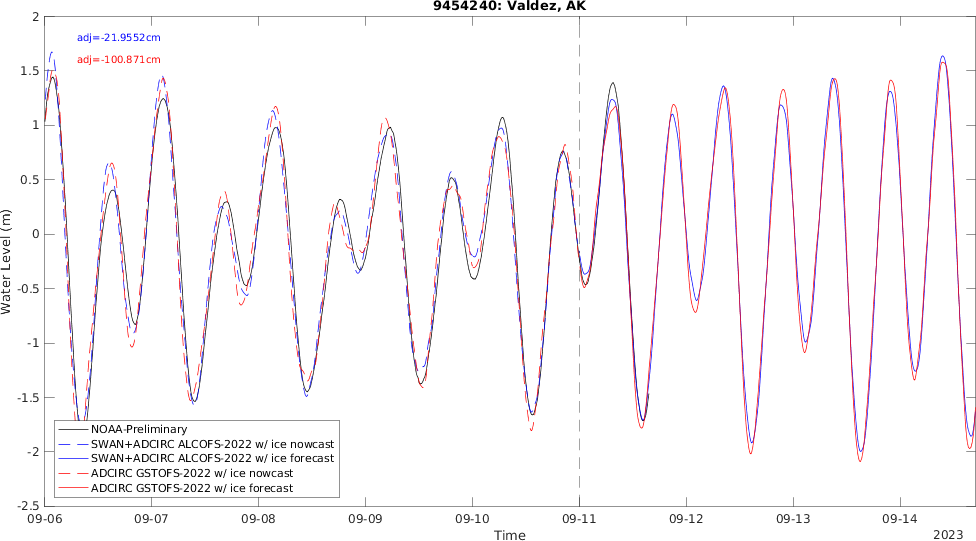 9454240: Valdez, AK
adj=-21.9552cm
adj=-100.871cm
2
1.5
1
0.5
0
-0.5
-1
-1.5
-2
-2.5
Water Level (m)
NOAA-Preliminary
SWAN+ADCIRC ALCOFS-2022 w/ ice nowcast
SWAN+ADCIRC ALCOFS-2022 w/ ice forecast
ADCIRC GSTOFS-2022 w/ ice nowcast
ADCIRC GSTOFS-2022 w/ ice forecast
09-06 09-07 09-08 09-09 09-10 09-11 09-12 09-13 09-14
Time
2023